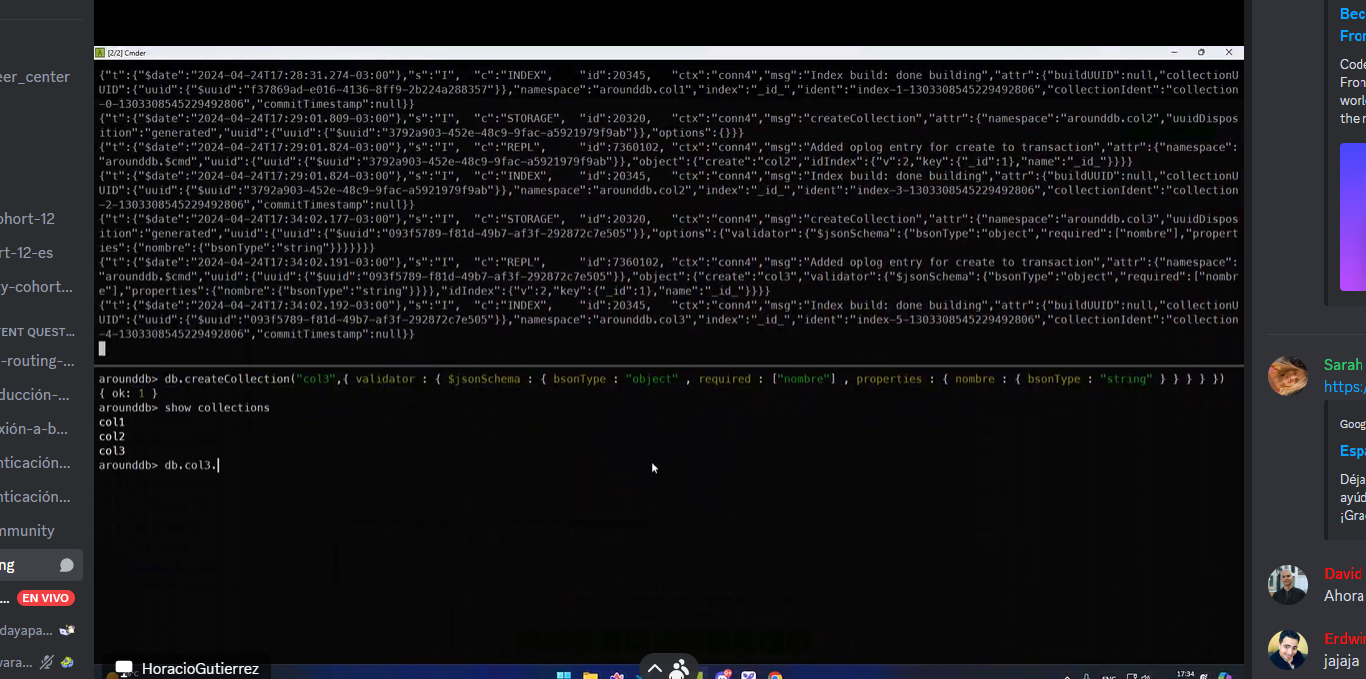 eer_center
ohort-12
rt-12-es
y-cohort...
ENT QUEST...
-routing-...
ducción-...
xión-a-b...
nticación...
nticación...
mmunity
ng
... EN VIVO
dayapa...
vara...
[2/2] Cmder
{"t":{"$date":"2024-04-24T17:28:31.274-03:00"},"s":"I", "c":"INDEX", "id":20345, "ctx":"conn4","msg":"Index build: done building","attr":{"buildUUID":null,"collectionU
UID":{"uuid":{"$uuid":"f37869ad-e016-4136-8ff9-2b224a288357"}},"namespace":"arounddb.col1","index":"_id_","ident":"index-1-1303308545229492806","collectionIdent":"collection
-0-1303308545229492806","commitTimestamp":null}}
{"t":{"$date":"2024-04-24T17:29:01.809-03:00"},"s":"I", "c":"STORAGE", "id":20320, "ctx":"conn4","msg":"createCollection","attr":{"namespace":"arounddb.col2","uuidDispos
ition":"generated","uuid":{"uuid":{"$uuid":"3792a903-452e-48c9-9fac-a5921979f9ab"}},"options":{}}}
{"t":{"$date":"2024-04-24T17:29:01.824-03:00"},"s":"I", "c":"REPL", "id":7360102, "ctx":"conn4","msg":"Added oplog entry for create to transaction","attr":{"namespace":
"arounddb.$cmd","uuid":{"uuid":{"$uuid":"3792a903-452e-48c9-9fac-a5921979f9ab"}},"object":{"create":"col2","idIndex":{"v":2,"key":{"_id":1},"name":"_id_"}}}}
{"t":{"$date":"2024-04-24T17:29:01.824-03:00"},"s":"I", "c":"INDEX", "id":20345, "ctx":"conn4","msg":"Index build: done building","attr":{"buildUUID":null,"collectionU
UID":{"uuid":{"$uuid":"3792a903-452e-48c9-9fac-a5921979f9ab"}},"namespace":"arounddb.col2","index":"_id_","ident":"index-3-1303308545229492806","collectionIdent":"collection
-2-1303308545229492806","commitTimestamp":null}}
{"t":{"$date":"2024-04-24T17:34:02.177-03:00"},"s":"I", "c":"STORAGE", "id":20320, "ctx":"conn4","msg":"createCollection","attr":{"namespace":"arounddb.col3","uuidDispos
ition":"generated","uuid":{"uuid":{"$uuid":"093f5789-f81d-49b7-af3f-292872c7e505"}},"options":{"validator":{"$jsonSchema":{"bsonType":"object","required":["nombre"],"propert
ies":{"nombre":{"bsonType":"string"}}}}}}}
{"t":{"$date":"2024-04-24T17:34:02.191-03:00"},"s":"I", "c":"REPL", "id":7360102, "ctx":"conn4","msg":"Added oplog entry for create to transaction","attr":{"namespace":
"arounddb.$cmd","uuid":{"uuid":{"$uuid":"093f5789-f81d-49b7-af3f-292872c7e505"}},"object":{"create":"col3","validator":{"$jsonSchema":{"bsonType":"object","required":["nombr
e"],"properties":{"nombre":{"bsonType":"string"}}}},"idIndex":{"v":2,"key":{"_id":1},"name":"_id_"}}}}
{"t":{"$date":"2024-04-24T17:34:02.192-03:00"},"s":"I", "c":"INDEX", "id":20345, "ctx":"conn4","msg":"Index build: done building","attr":{"buildUUID":null,"collectionU
UID":{"uuid":{"$uuid":"093f5789-f81d-49b7-af3f-292872c7e505"}},"namespace":"arounddb.col3","index":"_id_","ident":"index-5-1303308545229492806","collectionIdent":"collection
-4-1303308545229492806","commitTimestamp":null}}
arounddb> db.createCollection("col3",{ validator : { $jsonSchema : { bsonType : "object" , required : ["nombre"] , properties : { nombre : { bsonType : "string" } } } } })
{ ok: 1 }
arounddb> show collections
col1
col2
col3
arounddb> db.col3.
HoracioGutierrez
17:34
Bec
Fron
Code
Fron
worl
the r
Sarah
https:/
Goog
Espa
Déja
ayúd
¡Gra
David
Ahora
Erdwin
jajaja